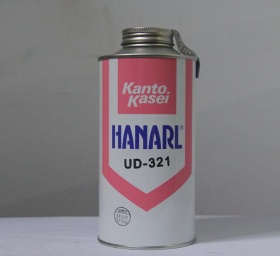 Kanto
Kasei
HANARL®
UD-321